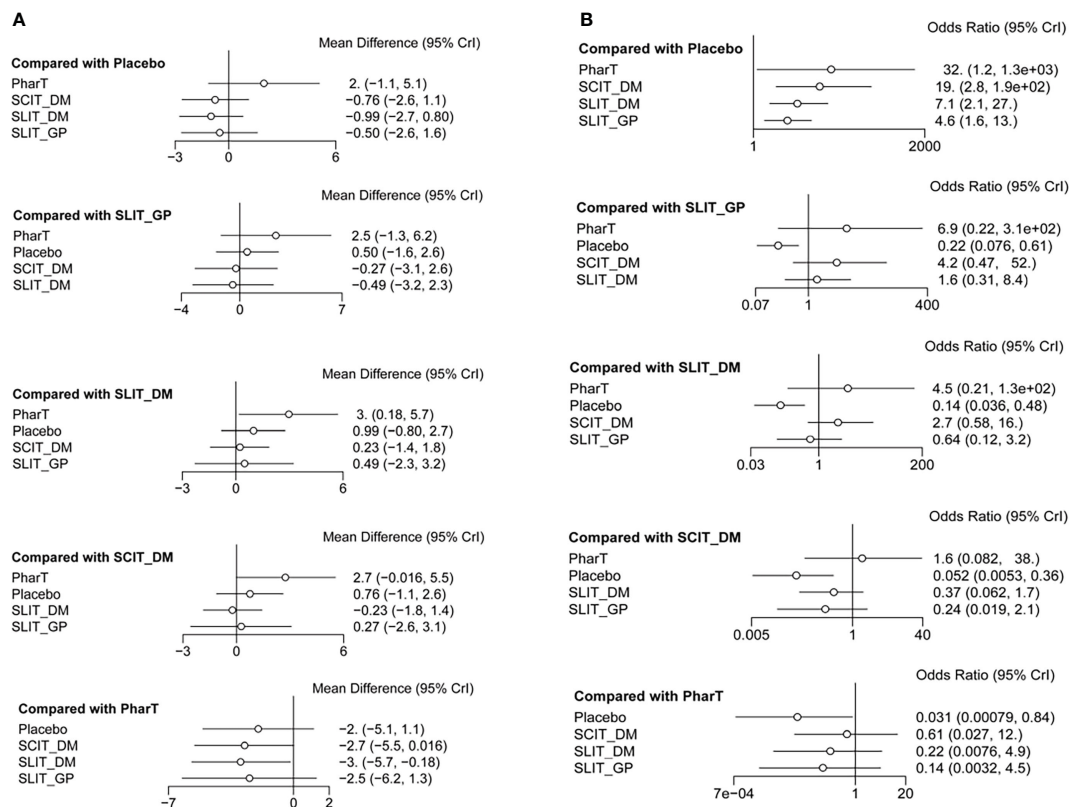 A
Mean Difference (95% CrI)
Compared with Placebo
PharT 2. (−1.1, 5.1)
SCIT_DM −0.76 (−2.6, 1.1)
SLIT_DM −0.99 (−2.7, 0.80)
SLIT_GP −0.50 (−2.6, 1.6)
−3 0 6
Mean Difference (95% CrI)
Compared with SLIT_GP
PharT 2.5 (−1.3, 6.2)
Placebo 0.50 (−1.6, 2.6)
SCIT_DM −0.27 (−3.1, 2.6)
SLIT_DM −0.49 (−3.2, 2.3)
−4 0 7
Mean Difference (95% CrI)
Compared with SLIT_DM
PharT 3. (0.18, 5.7)
Placebo 0.99 (−0.80, 2.7)
SCIT_DM 0.23 (−1.4, 1.8)
SLIT_GP 0.49 (−2.3, 3.2)
−3 0 6
Mean Difference (95% CrI)
Compared with SCIT_DM
PharT 2.7 (−0.016, 5.5)
Placebo 0.76 (−1.1, 2.6)
SLIT_DM −0.23 (−1.8, 1.4)
SLIT_GP 0.27 (−2.6, 3.1)
−3 0 6
Mean Difference (95% CrI)
Compared with PharT
Placebo −2. (−5.1, 1.1)
SCIT_DM −2.7 (−5.5, 0.016)
SLIT_DM −3. (−5.7, −0.18)
SLIT_GP −2.5 (−6.2, 1.3)
−7 0 2
B
Odds Ratio (95% CrI)
Compared with Placebo
PharT 32. (1.2, 1.3e+03)
SCIT_DM 19. (2.8, 1.9e+02)
SLIT_DM 7.1 (2.1, 27.)
SLIT_GP 4.6 (1.6, 13.)
1 2000
Odds Ratio (95% CrI)
Compared with SLIT_GP
PharT 6.9 (0.22, 3.1e+02)
Placebo 0.22 (0.076, 0.61)
SCIT_DM 4.2 (0.47, 52.)
SLIT_DM 1.6 (0.31, 8.4)
0.07 1 400
Odds Ratio (95% CrI)
Compared with SLIT_DM
PharT 4.5 (0.21, 1.3e+02)
Placebo 0.14 (0.036, 0.48)
SCIT_DM 2.7 (0.58, 16.)
SLIT_GP 0.64 (0.12, 3.2)
0.03 1 200
Odds Ratio (95% CrI)
Compared with SCIT_DM
PharT 1.6 (0.082, 38.)
Placebo 0.052 (0.0053, 0.36)
SLIT_DM 0.37 (0.062, 1.7)
SLIT_GP 0.24 (0.019, 2.1)
0.005 1 40
Odds Ratio (95% CrI)
Compared with PharT
Placebo 0.031 (0.00079, 0.84)
SCIT_DM 0.61 (0.027, 12.)
SLIT_DM 0.22 (0.0076, 4.9)
SLIT_GP 0.14 (0.0032, 4.5)
7e−04 1 20